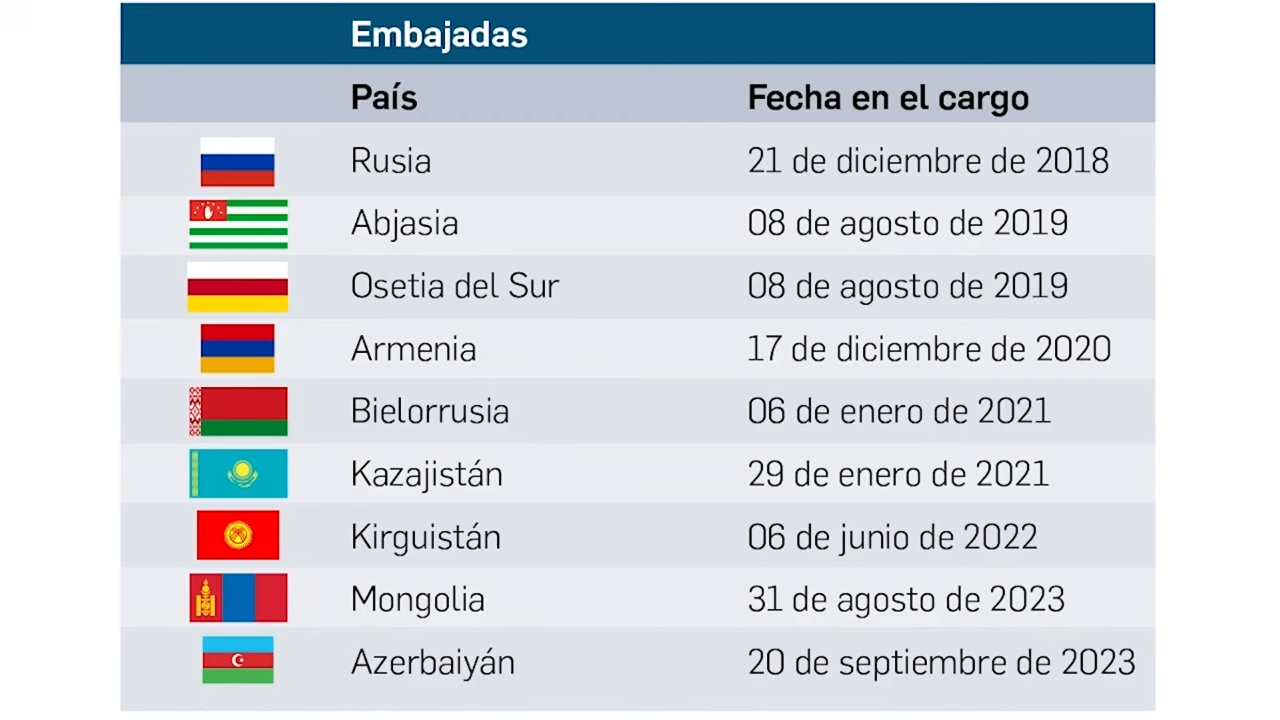 Embajadas
País Fecha en el cargo
Rusia 21 de diciembre de 2018
Abjasia 08 de agosto de 2019
Osetia del Sur 08 de agosto de 2019
Armenia 17 de diciembre de 2020
Bielorrusia 06 de enero de 2021
Kazajistán 29 de enero de 2021
Kirguistán 06 de junio de 2022
Mongolia 31 de agosto de 2023
Azerbaiyán 20 de septiembre de 2023